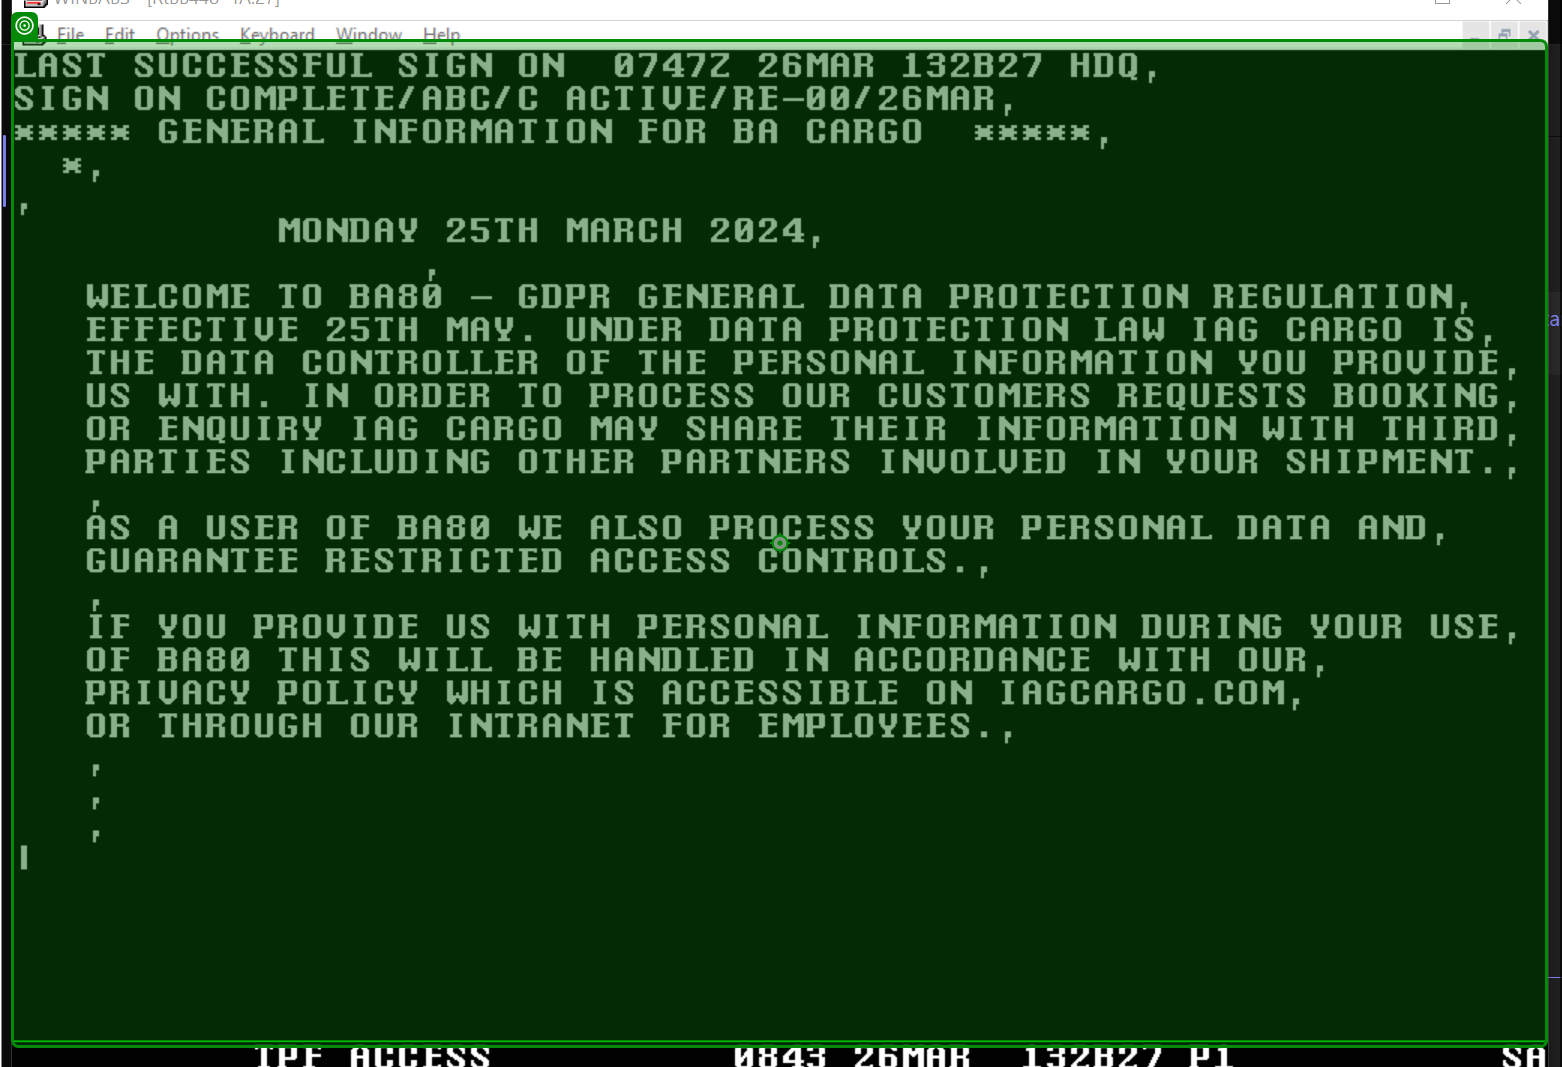 File Edit Options Keyboard Window Help
LAST SUCCESSFUL SIGN ON 0747Z 26MAR 132B27 HDQ,
SIGN ON COMPLETE/ABC/C ACTIVE/RE-00/26MAR,
***** GENERAL INFORMATION FOR BA CARGO *****,
*,
,
MONDAY 25TH MARCH 2024,
,
WELCOME TO BA80 - GDPR GENERAL DATA PROTECTION REGULATION,
EFFECTIVE 25TH MAY. UNDER DATA PROTECTION LAW IAG CARGO IS,
THE DATA CONTROLLER OF THE PERSONAL INFORMATION YOU PROVIDE,
US WITH. IN ORDER TO PROCESS OUR CUSTOMERS REQUESTS BOOKING,
OR ENQUIRY IAG CARGO MAY SHARE THEIR INFORMATION WITH THIRD,
PARTIES INCLUDING OTHER PARTNERS INVOLVED IN YOUR SHIPMENT.,
,
AS A USER OF BA80 WE ALSO PROCESS YOUR PERSONAL DATA AND,
GUARANTEE RESTRICTED ACCESS CONTROLS.,
,
IF YOU PROVIDE US WITH PERSONAL INFORMATION DURING YOUR USE,
OF BA80 THIS WILL BE HANDLED IN ACCORDANCE WITH OUR,
PRIVACY POLICY WHICH IS ACCESSIBLE ON IAGCARGO.COM,
OR THROUGH OUR INTRANET FOR EMPLOYEES.,
,
,
,
TPF ACCESS 0843 26MAR 132B27 P1 SA